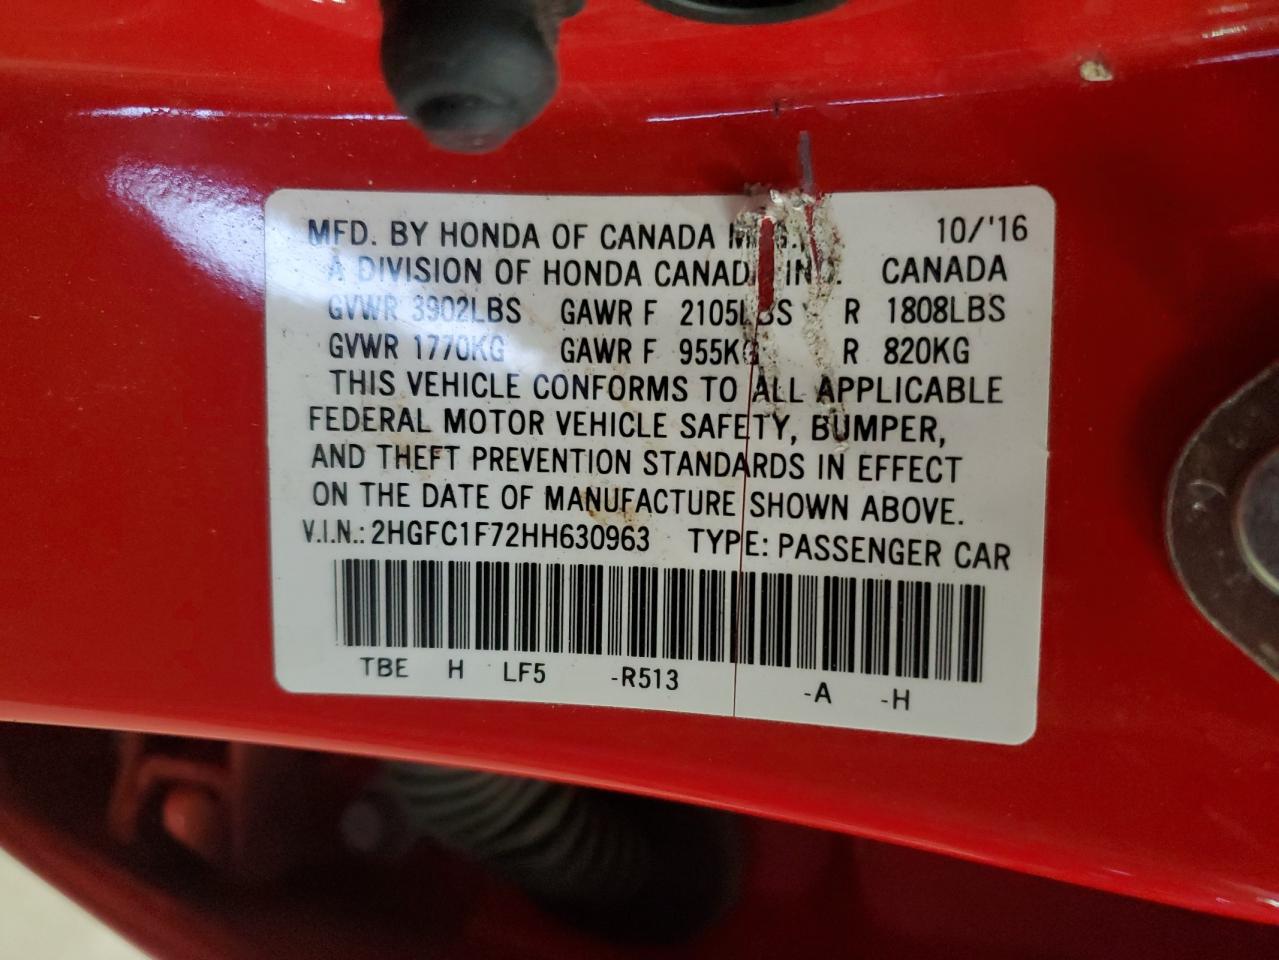 MFD. BY HONDA OF CANADA 10/'16
A DIVISION OF HONDA CANADA INC. CANADA
GVWR 3902LBS GAWR F 2105LBS R 1808LBS
GVWR 1770KG GAWR F 955KG R 820KG
THIS VEHICLE CONFORMS TO ALL APPLICABLE
FEDERAL MOTOR VEHICLE SAFETY, BUMPER,
AND THEFT PREVENTION STANDARDS IN EFFECT
ON THE DATE OF MANUFACTURE SHOWN ABOVE.
V.I.N.: 2HGFC1F72HH630963 TYPE: PASSENGER CAR
TBE H LF5 -R513 -A -H